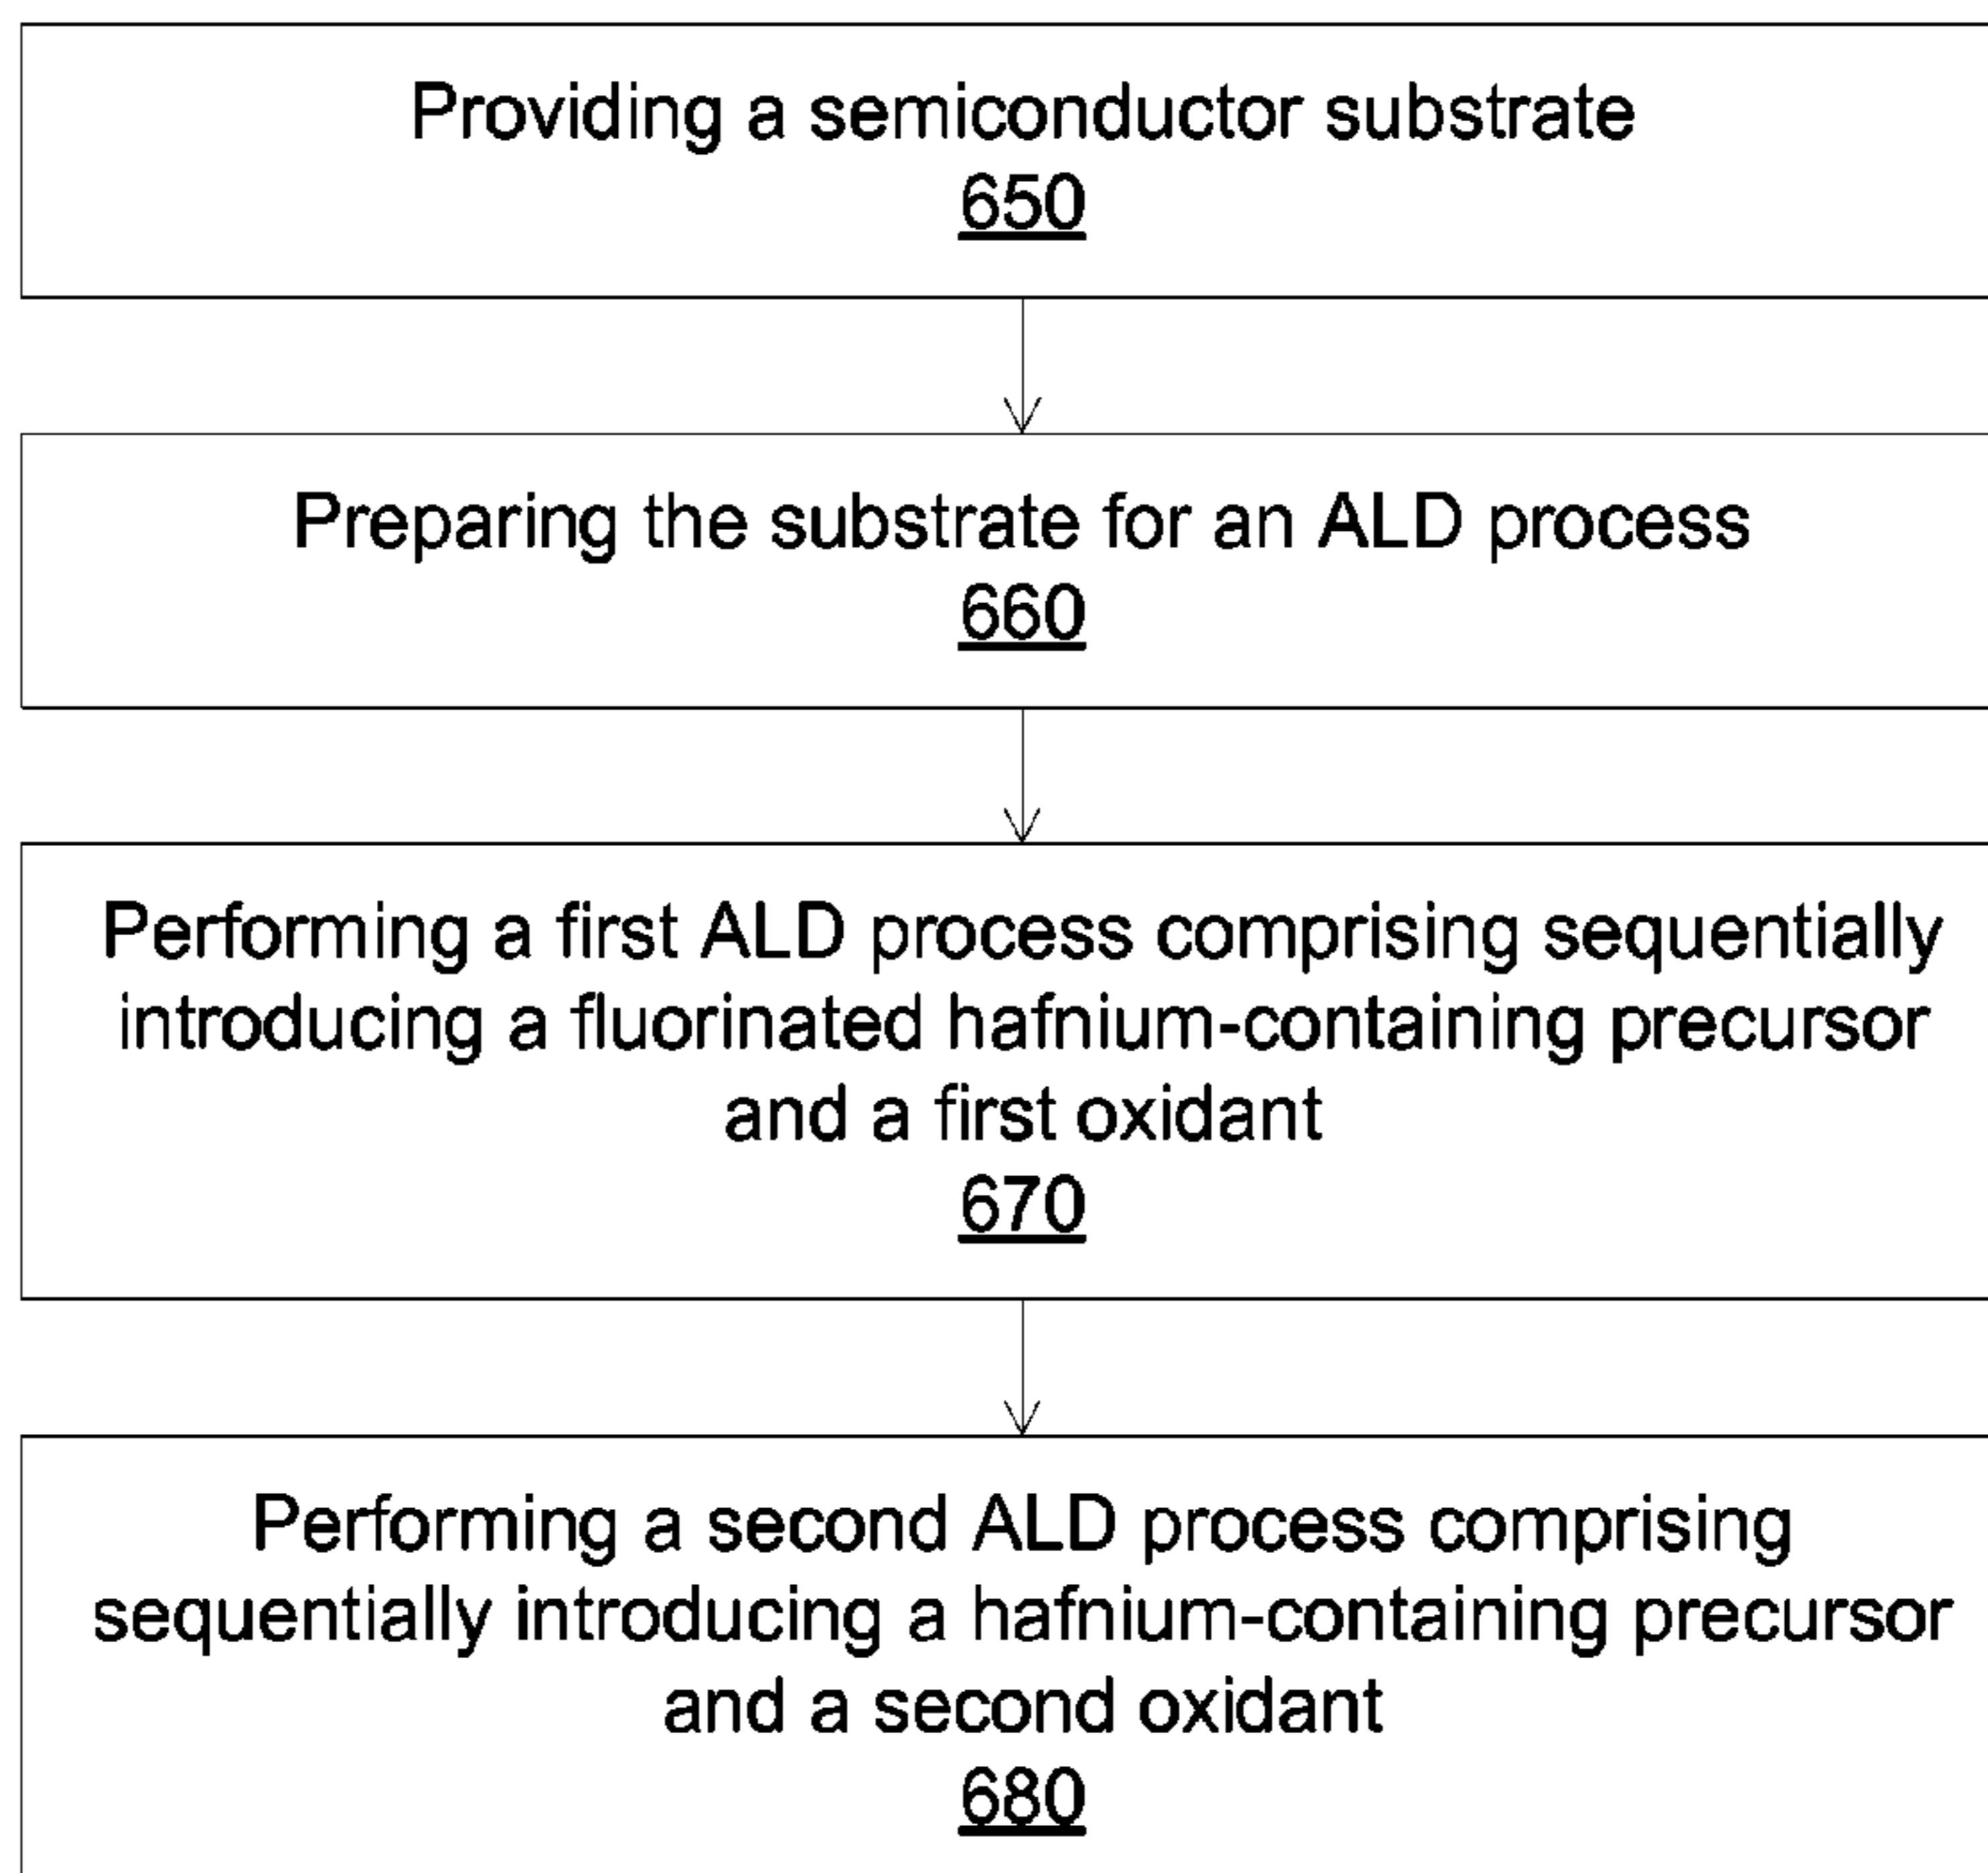 Providing a semiconductor substrate
650
Preparing the substrate for an ALD process
660
Performing a first ALD process comprising sequentially
introducing a fluorinated hafnium-containing precursor
and a first oxidant
670
Performing a second ALD process comprising
sequentially introducing a hafnium-containing precursor
and a second oxidant
680